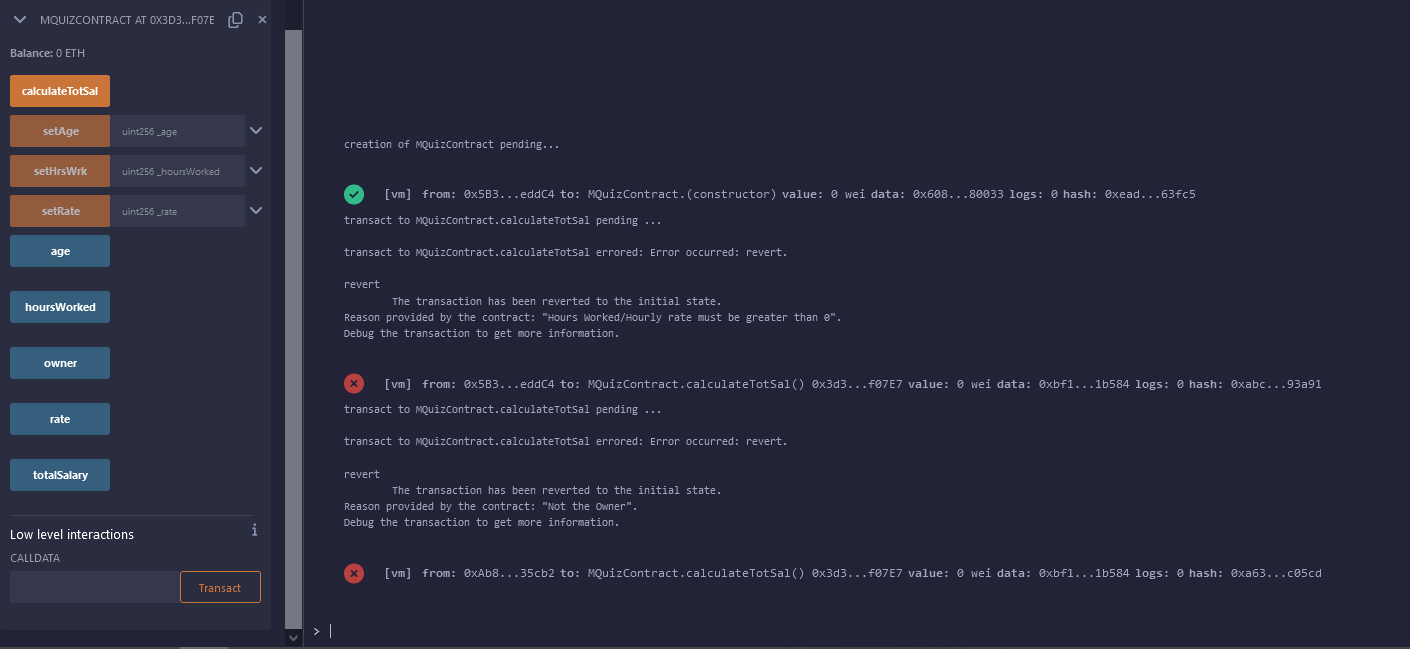 MQUIZCONTRACT AT 0X3D3...F07E
Balance: 0 ETH
calculateTotSal
setAge uint256 _age
setHrsWrk uint256 _hoursWorked
setRate uint256 _rate
age
hoursWorked
owner
rate
totalSalary
Low level interactions i
CALLDATA
Transact
creation of MQuizContract pending...
[vm] from: 0x5B3...eddC4 to: MQuizContract.(constructor) value: 0 wei data: 0x608...80033 logs: 0 hash: 0xead...63fc5
transact to MQuizContract.calculateTotSal pending ...
transact to MQuizContract.calculateTotSal errored: Error occurred: revert.
revert
The transaction has been reverted to the initial state.
Reason provided by the contract: "Hours Worked/Hourly rate must be greater than 0".
Debug the transaction to get more information.
[vm] from: 0x5B3...eddC4 to: MQuizContract.calculateTotSal() 0x3d3...f07E7 value: 0 wei data: 0xbf1...1b584 logs: 0 hash: 0xabc...93a91
transact to MQuizContract.calculateTotSal pending ...
transact to MQuizContract.calculateTotSal errored: Error occurred: revert.
revert
The transaction has been reverted to the initial state.
Reason provided by the contract: "Not the Owner".
Debug the transaction to get more information.
[vm] from: 0xAb8...35cb2 to: MQuizContract.calculateTotSal() 0x3d3...f07E7 value: 0 wei data: 0xbf1...1b584 logs: 0 hash: 0xa63...c05cd
>